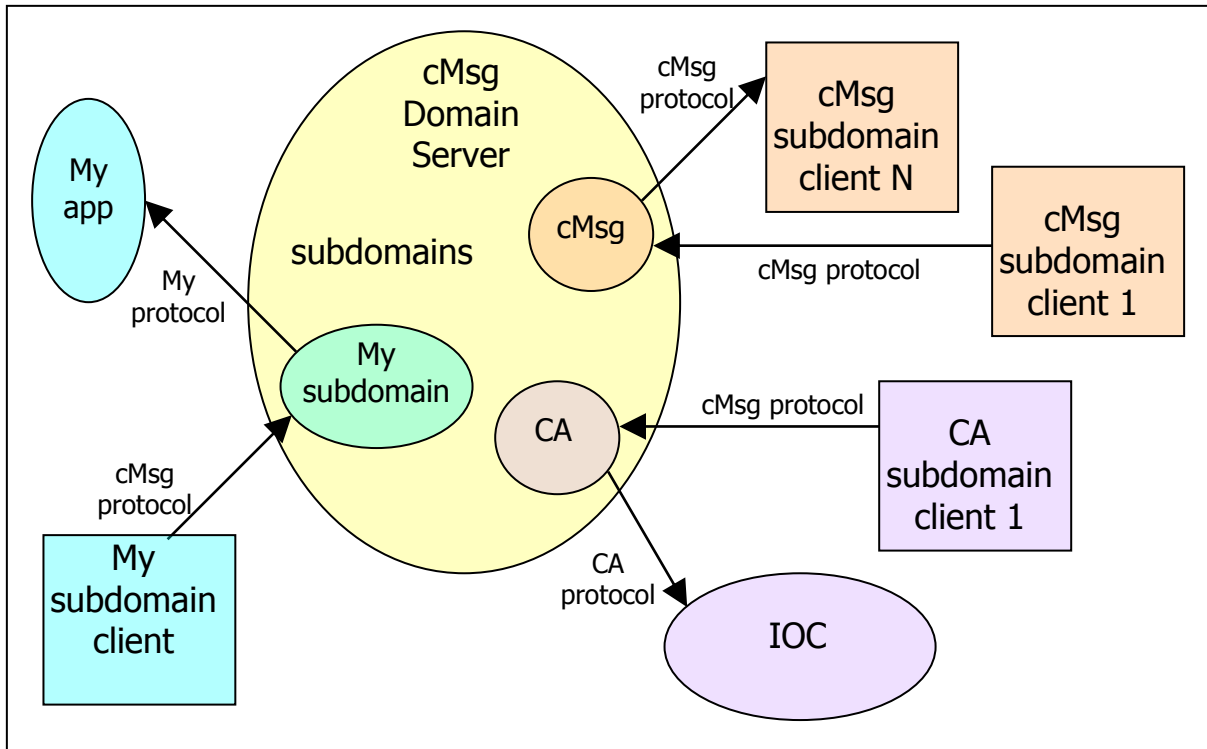 cMsg
Domain
Server
subdomains
My
app
My
protocol
My
subdomain
cMsg
protocol
My
subdomain
client
cMsg
cMsg
protocol
cMsg
subdomain
client N
cMsg protocol
cMsg
subdomain
client 1
CA
cMsg protocol
CA
subdomain
client 1
CA
protocol
IOC